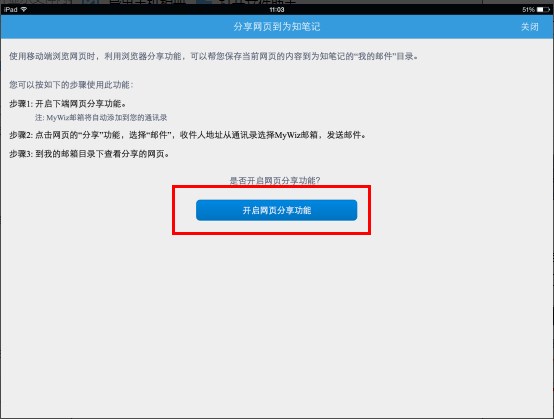 iPad
11:03
51%
分享网页到为知笔记
关闭
使用移动端浏览网页时，利用浏览器分享功能，可以帮您保存当前网页的内容到为知笔记的“我的邮件”目录。
您可以按如下的步骤使用此功能：
步骤1: 开启下端网页分享功能。
注: MyWiz邮箱将自动添加到您的通讯录
步骤2: 点击网页的“分享”功能，选择“邮件”，收件人地址从通讯录选择MyWiz邮箱，发送邮件。
步骤3: 到我的邮箱目录下查看分享的网页。
是否开启网页分享功能?
开启网页分享功能